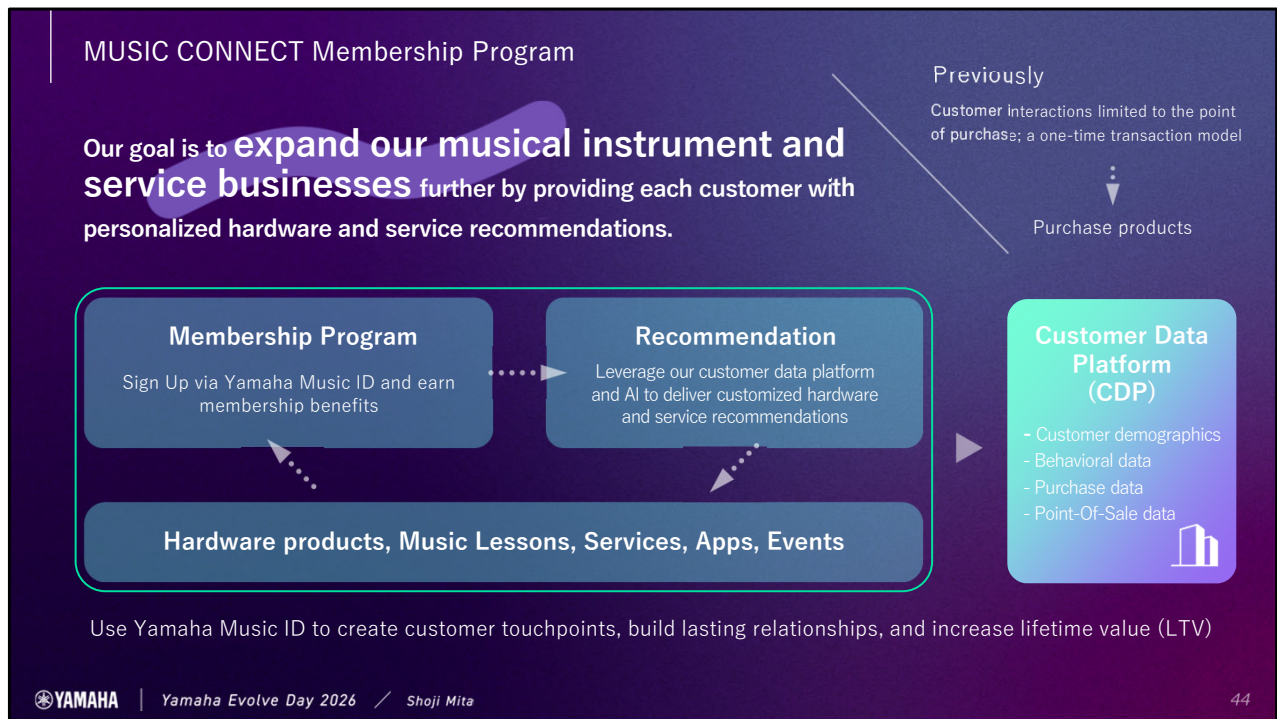 MUSIC CONNECT Membership Program
Previously
Customer Interactions limited to the point
of purchase; a one-time transaction model
Purchase products
Our goal is to expand our musical instrument and
service businesses further by providing each customer with
personalized hardware and service recommendations.
Membership Program
Sign Up via Yamaha Music ID and earn
membership benefits
Recommendation
Leverage our customer data platform
and AI to deliver customized hardware
and service recommendations
Hardware products, Music Lessons, Services, Apps, Events
Customer Data
Platform
(CDP)
- Customer demographics
- Behavioral data
- Purchase data
- Point-Of-Sale data
Use Yamaha Music ID to create customer touchpoints, build lasting relationships, and increase lifetime value (LTV)
YAMAHA
Yamaha Evolve Day 2026 / Shoji Mita
44